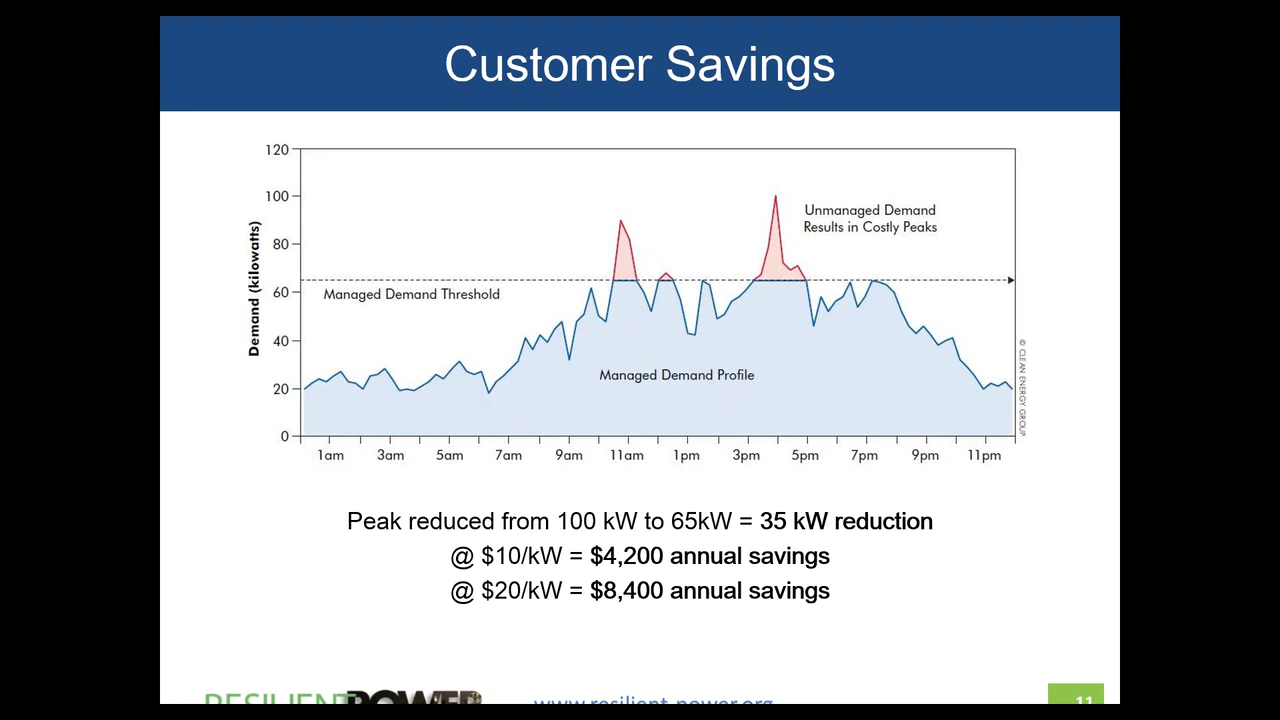 Customer Savings
120
100
80
60
40
20
0
Demand (kilowatts)
Unmanaged Demand
Results in Costly Peaks
Managed Demand Threshold
Managed Demand Profile
© CLEAN ENERGY GROUP
1am 3am 5am 7am 9am 11am 1pm 3pm 5pm 7pm 9pm 11pm
Peak reduced from 100 kW to 65kW = 35 kW reduction
@ $10/kW = $4,200 annual savings
@ $20/kW = $8,400 annual savings
RESILIENT POWER www.resilient-power.org 11